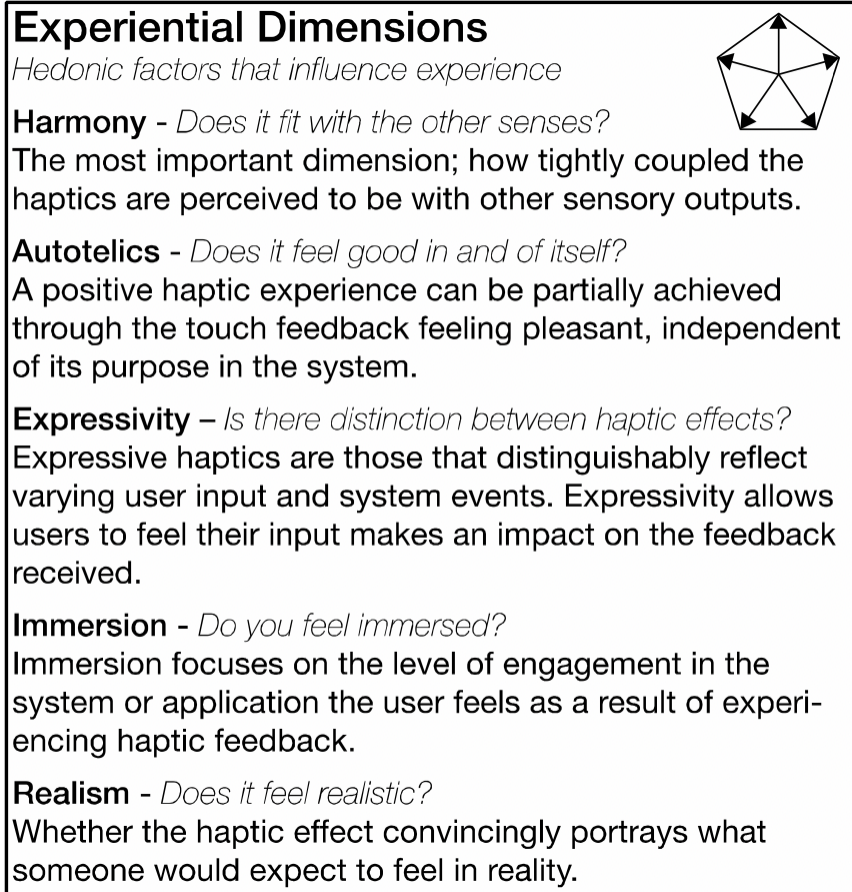 Experiential Dimensions
Hedonic factors that influence experience
Harmony - Does it fit with the other senses?
The most important dimension; how tightly coupled the
haptics are perceived to be with other sensory outputs.
Autotelics - Does it feel good in and of itself?
A positive haptic experience can be partially achieved
through the touch feedback feeling pleasant, independent
of its purpose in the system.
Expressivity – Is there distinction between haptic effects?
Expressive haptics are those that distinguishably reflect
varying user input and system events. Expressivity allows
users to feel their input makes an impact on the feedback
received.
Immersion - Do you feel immersed?
Immersion focuses on the level of engagement in the
system or application the user feels as a result of experi-
encing haptic feedback.
Realism - Does it feel realistic?
Whether the haptic effect convincingly portrays what
someone would expect to feel in reality.